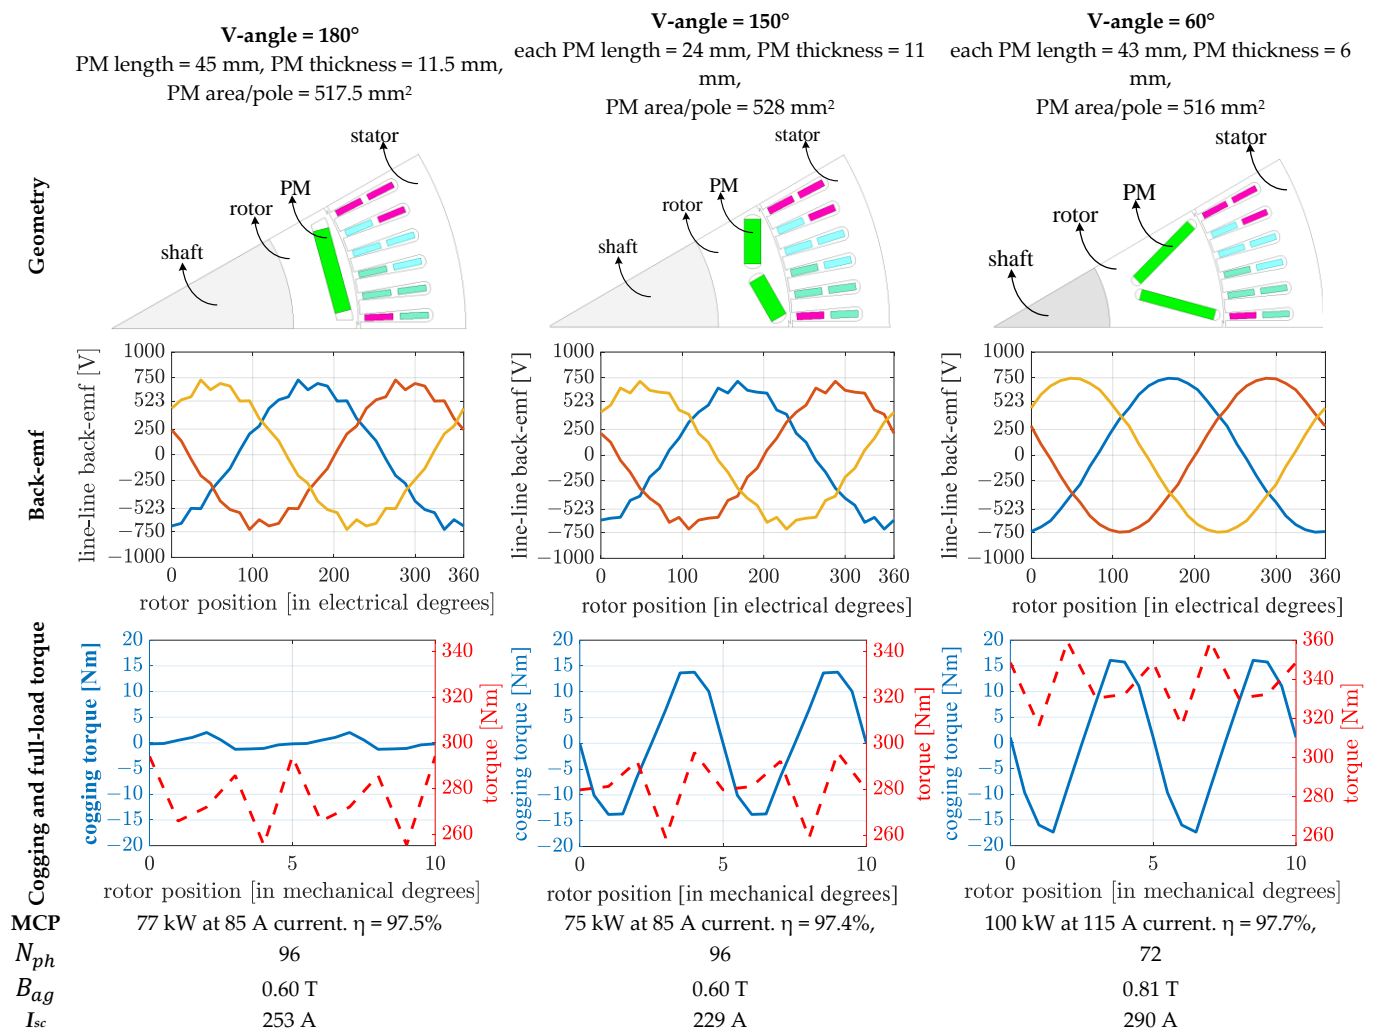 V-angle = 180°
PM length = 45 mm, PM thickness = 11.5 mm,
PM area/pole = 517.5 mm²
V-angle = 150°
each PM length = 24 mm, PM thickness = 11
mm,
PM area/pole = 528 mm²
V-angle = 60°
each PM length = 43 mm, PM thickness = 6
mm,
PM area/pole = 516 mm²
Geometry
stator
PM
rotor
shaft
stator
PM
rotor
shaft
stator
PM
rotor
shaft
Back-emf
line-line back-emf [V]
1000
750
523
250
0
−250
−523
−750
−1000
0 100 200 300 360
rotor position [in electrical degrees]
line-line back-emf [V]
1000
750
523
250
0
−250
−523
−750
−1000
0 100 200 300 360
rotor position [in electrical degrees]
line-line back-emf [V]
1000
750
523
250
0
−250
−523
−750
−1000
0 100 200 300 360
rotor position [in electrical degrees]
Cogging and full-load torque
cogging torque [Nm]
20
15
10
5
0
−5
−10
−15
−20
0 5 10
340
320
300
280
260
torque [Nm]
rotor position [in mechanical degrees]
cogging torque [Nm]
20
15
10
5
0
−5
−10
−15
−20
0 5 10
340
320
300
280
260
torque [Nm]
rotor position [in mechanical degrees]
cogging torque [Nm]
20
15
10
5
0
−5
−10
−15
−20
0 5 10
360
340
320
300
280
260
torque [Nm]
rotor position [in mechanical degrees]
MCP 77 kW at 85 A current. η = 97.5% 75 kW at 85 A current. η = 97.4%, 100 kW at 115 A current. η = 97.7%,
N_ph 96 96 72
B_ag 0.60 T 0.60 T 0.81 T
I_sc 253 A 229 A 290 A